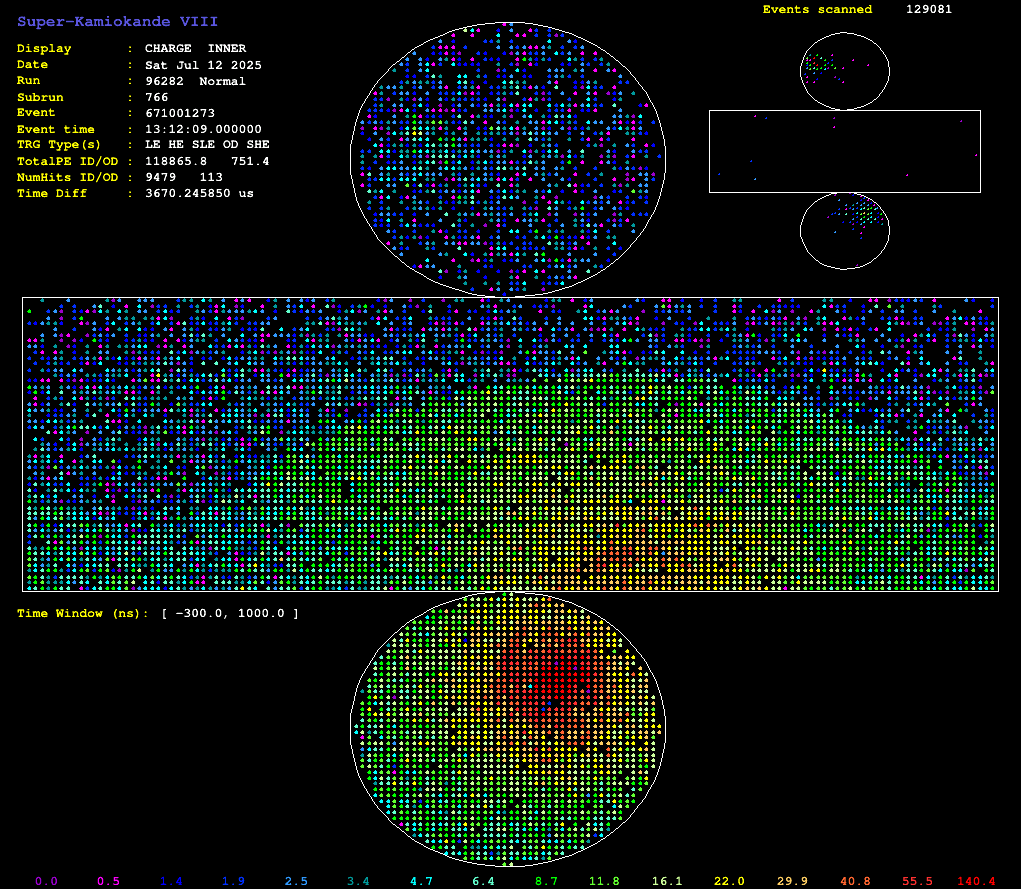 Super-Kamiokande VIII
Events scanned 129081
Display : CHARGE INNER
Date : Sat Jul 12 2025
Run : 96282 Normal
Subrun : 766
Event : 671001273
Event time : 13:12:09.000000
TRG Type(s) : LE HE SLE OD SHE
TotalPE ID/OD : 118865.8 751.4
NumHits ID/OD : 9479 113
Time Diff : 3670.245850 us
Time Window (ns): [ -300.0, 1000.0 ]
0.0 0.5 1.4 1.9 2.5 3.4 4.7 6.4 8.7 11.8 16.1 22.0 29.9 40.8 55.5 140.4